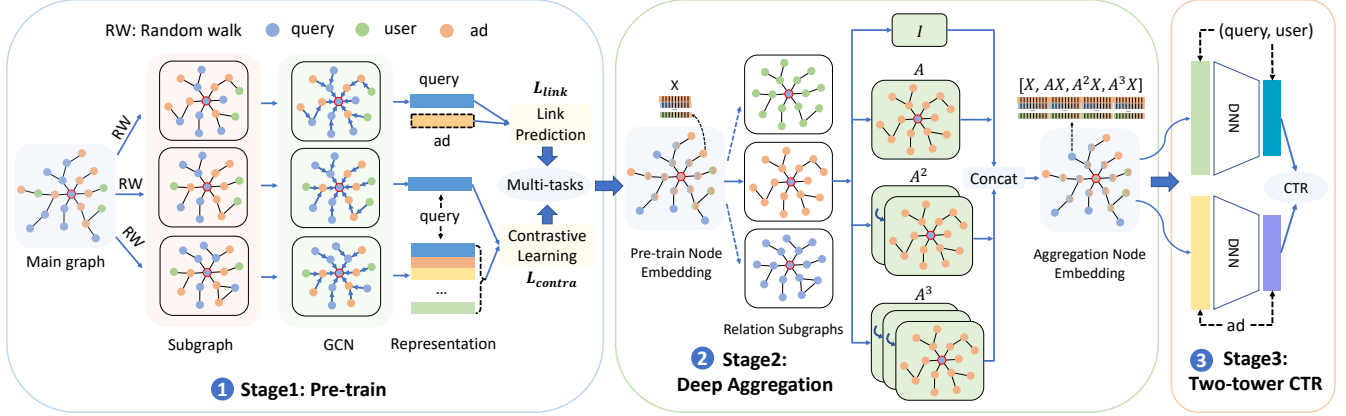 RW: Random walk
query
user
ad
RW
RW
RW
Main graph
Subgraph
GCN
query
ad
query
...
Representation
L_link
Link
Prediction
Multi-tasks
Contrastive
Learning
L_contra
1 Stage1: Pre-train
X
Pre-train Node
Embedding
Relation Subgraphs
I
A
A²
A³
Concat
[X, AX, A²X, A³X]
Aggregation Node
Embedding
2 Stage2:
Deep Aggregation
(query, user)
DNN
DNN
CTR
ad
3 Stage3:
Two-tower CTR